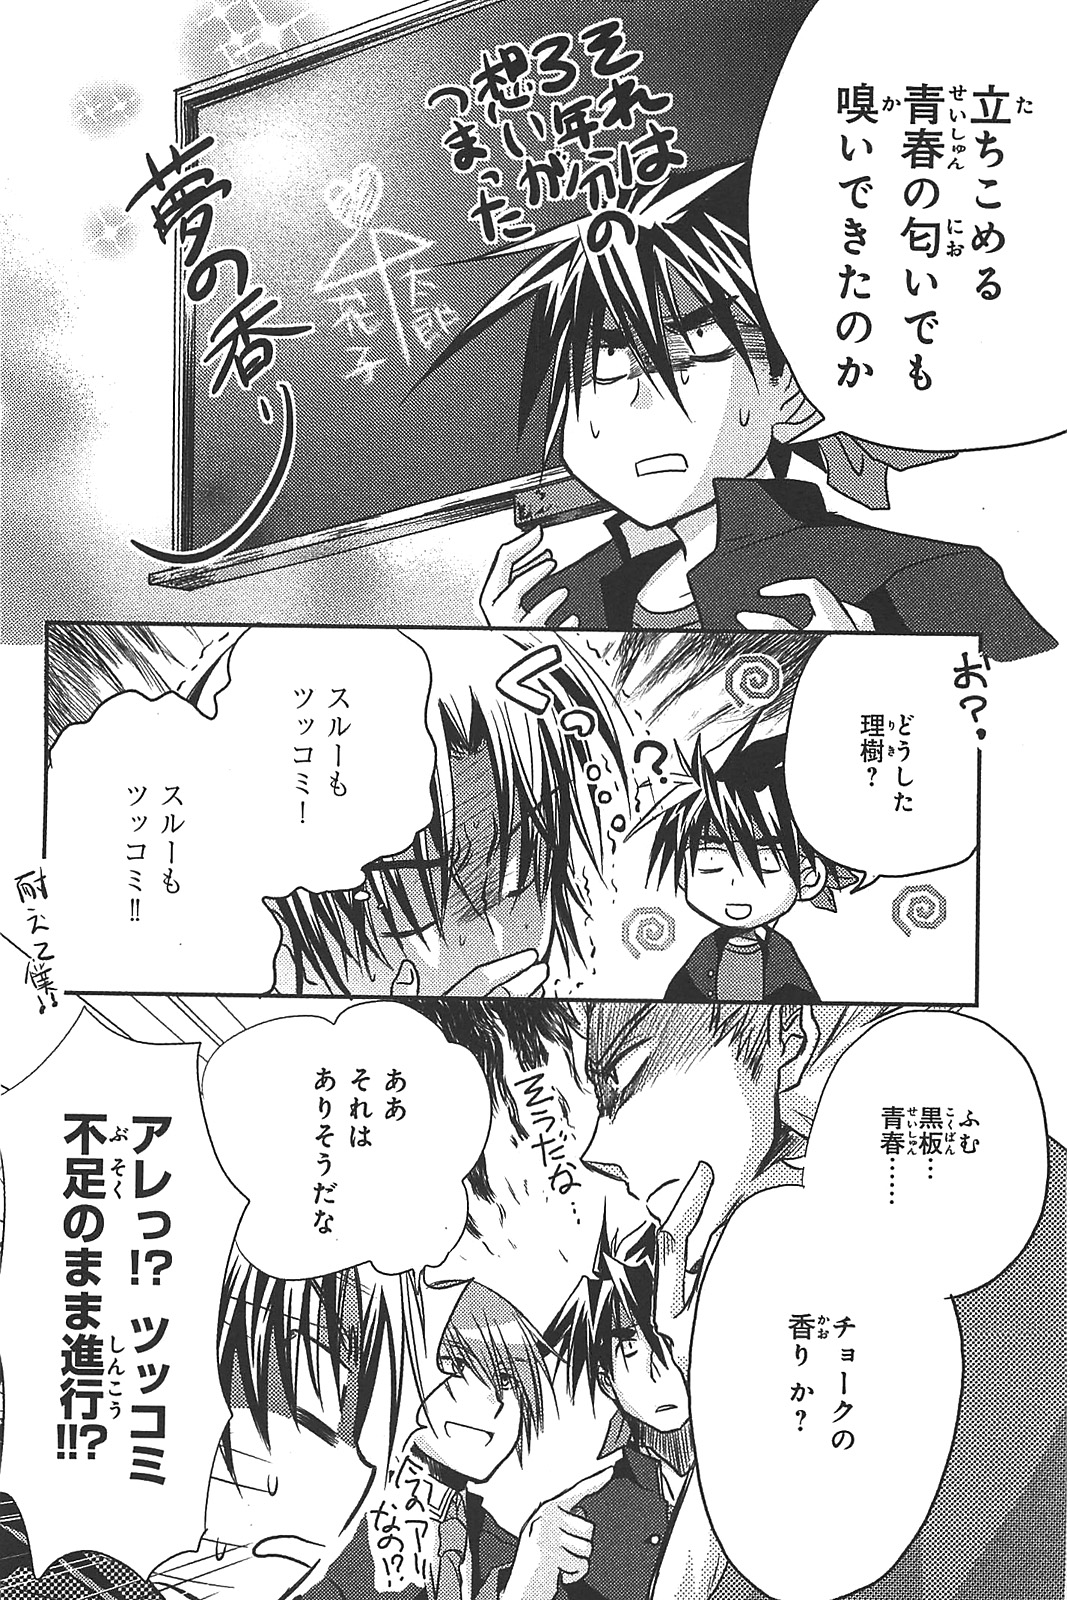 立ちこめる
青春の匂いでも
嗅いできたのか
それは
3年分の
想いが
つまった
夢の香り
太郎
花子
お？
どうした
理樹？
？
くっ
スルーも
ツッコミ！
スルーも
ツッコミ!!
耐えて僕!!
ふむ
黒板…
青春……
チョークの
香りか？
そうだな…
ああ
それは
ありそうだな
今のアリ
なの!?
アレっ!? ツッコミ
不足のまま進行!!?